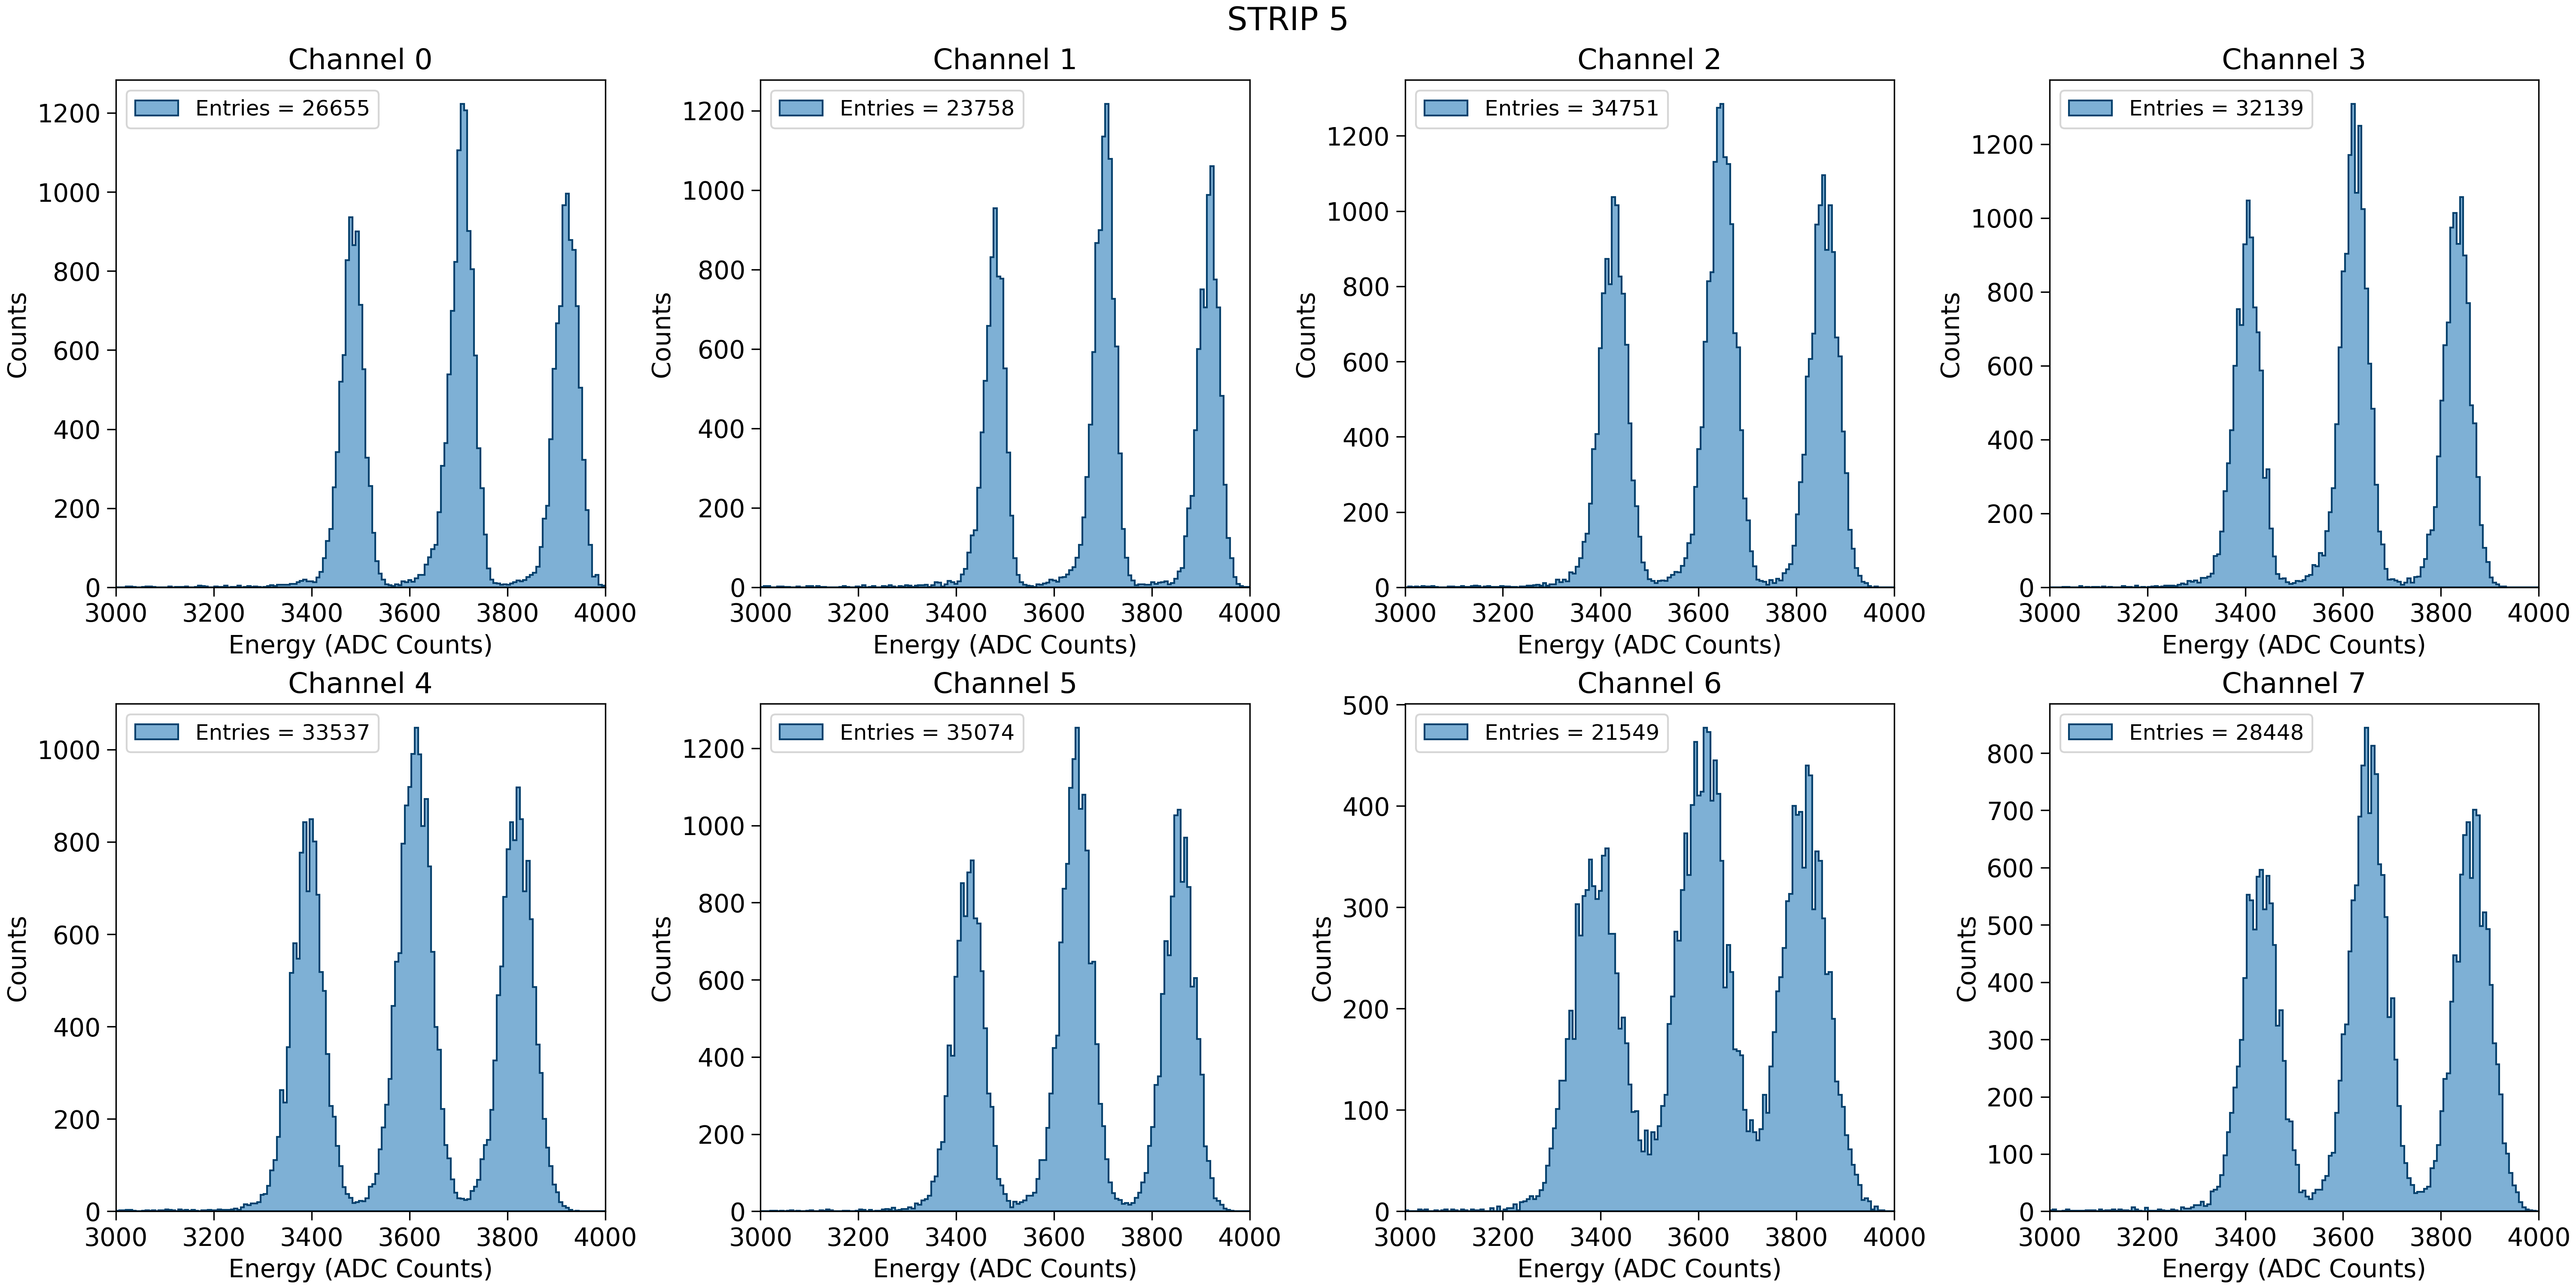 STRIP 5
Channel 0
Channel 1
Channel 2
Channel 3
Entries = 26655
Entries = 23758
Entries = 34751
Entries = 32139
Counts
1200
1000
800
600
400
200
0
3000 3200 3400 3600 3800 4000
Energy (ADC Counts)
Counts
1200
1000
800
600
400
200
0
3000 3200 3400 3600 3800 4000
Energy (ADC Counts)
Counts
1200
1000
800
600
400
200
0
3000 3200 3400 3600 3800 4000
Energy (ADC Counts)
Counts
1200
1000
800
600
400
200
0
3000 3200 3400 3600 3800 4000
Energy (ADC Counts)
Channel 4
Channel 5
Channel 6
Channel 7
Entries = 33537
Entries = 35074
Entries = 21549
Entries = 28448
Counts
1000
800
600
400
200
0
3000 3200 3400 3600 3800 4000
Energy (ADC Counts)
Counts
1200
1000
800
600
400
200
0
3000 3200 3400 3600 3800 4000
Energy (ADC Counts)
Counts
500
400
300
200
100
0
3000 3200 3400 3600 3800 4000
Energy (ADC Counts)
Counts
800
700
600
500
400
300
200
100
0
3000 3200 3400 3600 3800 4000
Energy (ADC Counts)